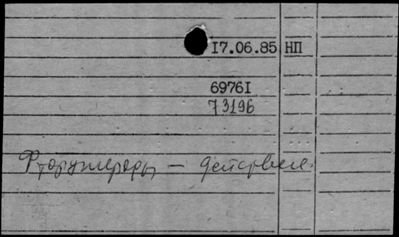 17.06.85 НП
69761
73196
Фторуглероды — действие